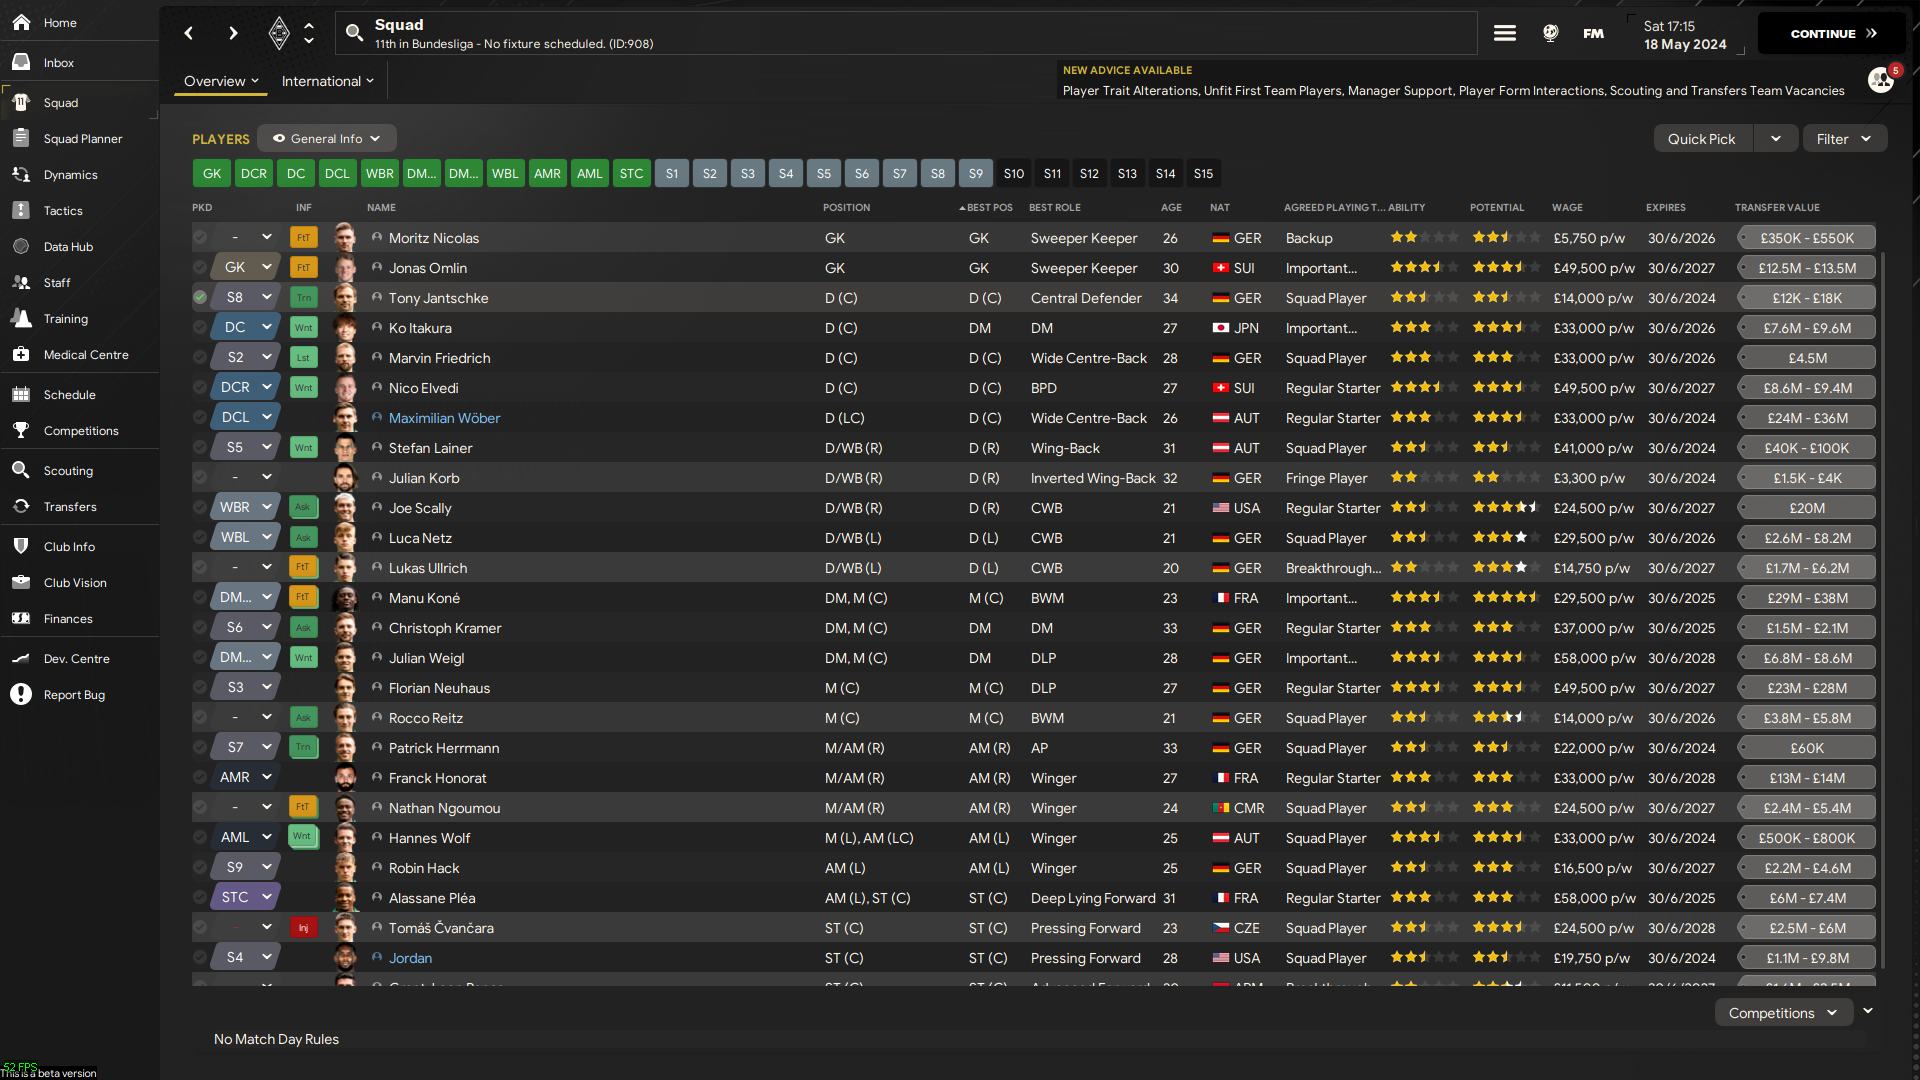 Home
Inbox
Squad
Squad Planner
Dynamics
Tactics
Data Hub
Staff
Training
Medical Centre
Schedule
Competitions
Scouting
Transfers
Club Info
Club Vision
Finances
Dev. Centre
Report Bug
52 FPS
This is a beta version
Squad
11th in Bundesliga - No fixture scheduled. (ID:908)
FM
Sat 17:15
18 May 2024
CONTINUE
Overview International
NEW ADVICE AVAILABLE
Player Trait Alterations, Unfit First Team Players, Manager Support, Player Form Interactions, Scouting and Transfers Team Vacancies
5
PLAYERS General Info Quick Pick Filter
GK DCR DC DCL WBR DM... DM... WBL AMR AML STC S1 S2 S3 S4 S5 S6 S7 S8 S9 S10 S11 S12 S13 S14 S15
PKD INF NAME POSITION BEST POS BEST ROLE AGE NAT AGREED PLAYING T... ABILITY POTENTIAL WAGE EXPIRES TRANSFER VALUE
- FtT Moritz Nicolas GK GK Sweeper Keeper 26 GER Backup £5,750 p/w 30/6/2026 £350K - £550K
GK FtT Jonas Omlin GK GK Sweeper Keeper 30 SUI Important... £49,500 p/w 30/6/2027 £12.5M - £13.5M
S8 Trn Tony Jantschke D (C) D (C) Central Defender 34 GER Squad Player £14,000 p/w 30/6/2024 £12K - £18K
DC Wnt Ko Itakura D (C) DM DM 27 JPN Important... £33,000 p/w 30/6/2026 £7.6M - £9.6M
S2 Lst Marvin Friedrich D (C) D (C) Wide Centre-Back 28 GER Squad Player £33,000 p/w 30/6/2026 £4.5M
DCR Wnt Nico Elvedi D (C) D (C) BPD 27 SUI Regular Starter £49,500 p/w 30/6/2027 £8.6M - £9.4M
DCL Maximilian Wöber D (LC) D (C) Wide Centre-Back 26 AUT Regular Starter £33,000 p/w 30/6/2024 £24M - £36M
S5 Wnt Stefan Lainer D/WB (R) D (R) Wing-Back 31 AUT Squad Player £41,000 p/w 30/6/2024 £40K - £100K
- Julian Korb D/WB (R) D (R) Inverted Wing-Back 32 GER Fringe Player £3,300 p/w 30/6/2024 £1.5K - £4K
WBR Ask Joe Scally D/WB (R) D (R) CWB 21 USA Regular Starter £24,500 p/w 30/6/2027 £20M
WBL Ask Luca Netz D/WB (L) D (L) CWB 21 GER Squad Player £29,500 p/w 30/6/2026 £2.6M - £8.2M
- FtT Lukas Ullrich D/WB (L) D (L) CWB 20 GER Breakthrough... £14,750 p/w 30/6/2027 £1.7M - £6.2M
DM... FtT Manu Koné DM, M (C) M (C) BWM 23 FRA Important... £29,500 p/w 30/6/2025 £29M - £38M
S6 Ask Christoph Kramer DM, M (C) DM DM 33 GER Regular Starter £37,000 p/w 30/6/2025 £1.5M - £2.1M
DM... Wnt Julian Weigl DM, M (C) DM DLP 28 GER Important... £58,000 p/w 30/6/2028 £6.8M - £8.6M
S3 Florian Neuhaus M (C) M (C) DLP 27 GER Regular Starter £49,500 p/w 30/6/2027 £23M - £28M
- Ask Rocco Reitz M (C) M (C) BWM 21 GER Squad Player £14,000 p/w 30/6/2026 £3.8M - £5.8M
S7 Trn Patrick Herrmann M/AM (R) AM (R) AP 33 GER Squad Player £22,000 p/w 30/6/2024 £60K
AMR Franck Honorat M/AM (R) AM (R) Winger 27 FRA Regular Starter £33,000 p/w 30/6/2028 £13M - £14M
- FtT Nathan Ngoumou M/AM (R) AM (R) Winger 24 CMR Squad Player £24,500 p/w 30/6/2027 £2.4M - £5.4M
AML Wnt Hannes Wolf M (L), AM (LC) AM (L) Winger 25 AUT Squad Player £33,000 p/w 30/6/2024 £500K - £800K
S9 Robin Hack AM (L) AM (L) Winger 25 GER Squad Player £16,500 p/w 30/6/2027 £2.2M - £4.6M
STC Alassane Pléa AM (L), ST (C) ST (C) Deep Lying Forward 31 FRA Regular Starter £58,000 p/w 30/6/2025 £6M - £7.4M
- Inj Tomáš Čvančara ST (C) ST (C) Pressing Forward 23 CZE Squad Player £24,500 p/w 30/6/2028 £2.5M - £6M
S4 Jordan ST (C) ST (C) Pressing Forward 28 USA Squad Player £19,750 p/w 30/6/2024 £1.1M - £9.8M
Competitions
No Match Day Rules